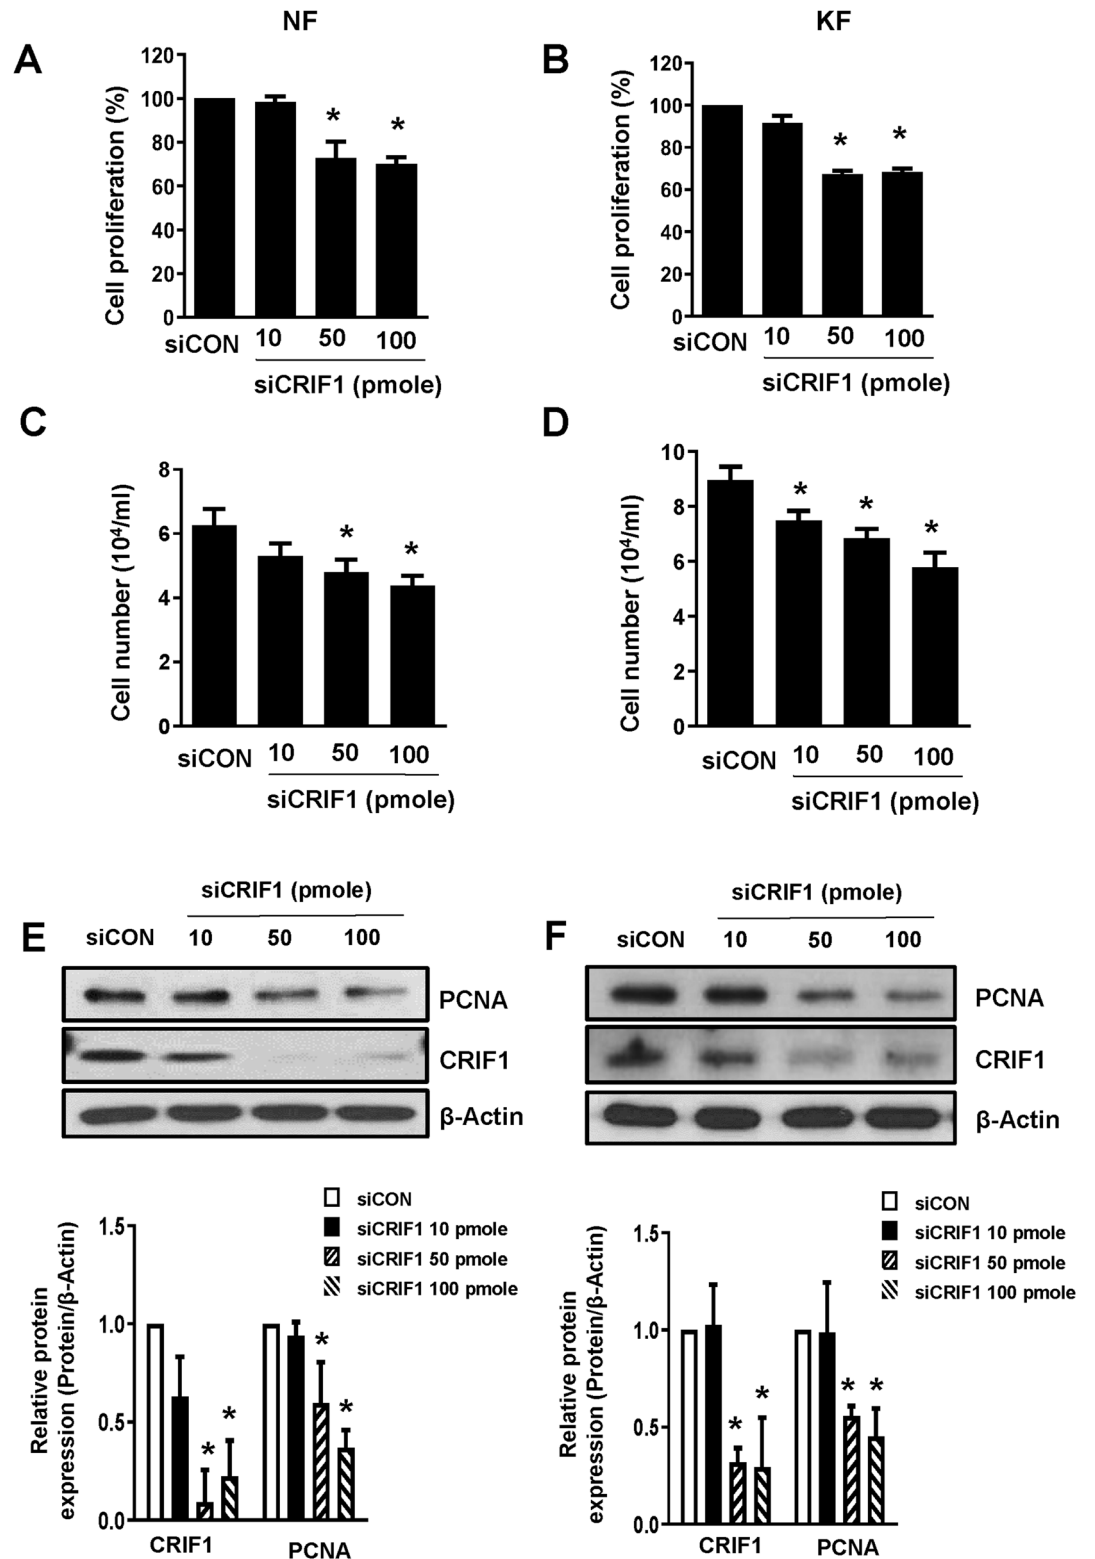 NF
KF
A
Cell proliferation (%)
120
100
80
60
40
20
0
*
*
siCON
10
50
100
siCRIF1 (pmole)
B
Cell proliferation (%)
120
100
80
60
40
20
0
*
*
siCON
10
50
100
siCRIF1 (pmole)
C
Cell number (10⁴/ml)
8
6
4
2
0
*
*
siCON
10
50
100
siCRIF1 (pmole)
D
Cell number (10⁴/ml)
10
8
6
4
2
0
*
*
*
siCON
10
50
100
siCRIF1 (pmole)
E
siCRIF1 (pmole)
siCON
10
50
100
PCNA
CRIF1
β-Actin
siCON
siCRIF1 10 pmole
siCRIF1 50 pmole
siCRIF1 100 pmole
Relative protein
expression (Protein/β-Actin)
1.5
1.0
0.5
0.0
*
*
*
*
CRIF1
PCNA
F
siCRIF1 (pmole)
siCON
10
50
100
PCNA
CRIF1
β-Actin
siCON
siCRIF1 10 pmole
siCRIF1 50 pmole
siCRIF1 100 pmole
Relative protein
expression (Protein/β-Actin)
1.5
1.0
0.5
0.0
*
*
*
*
CRIF1
PCNA